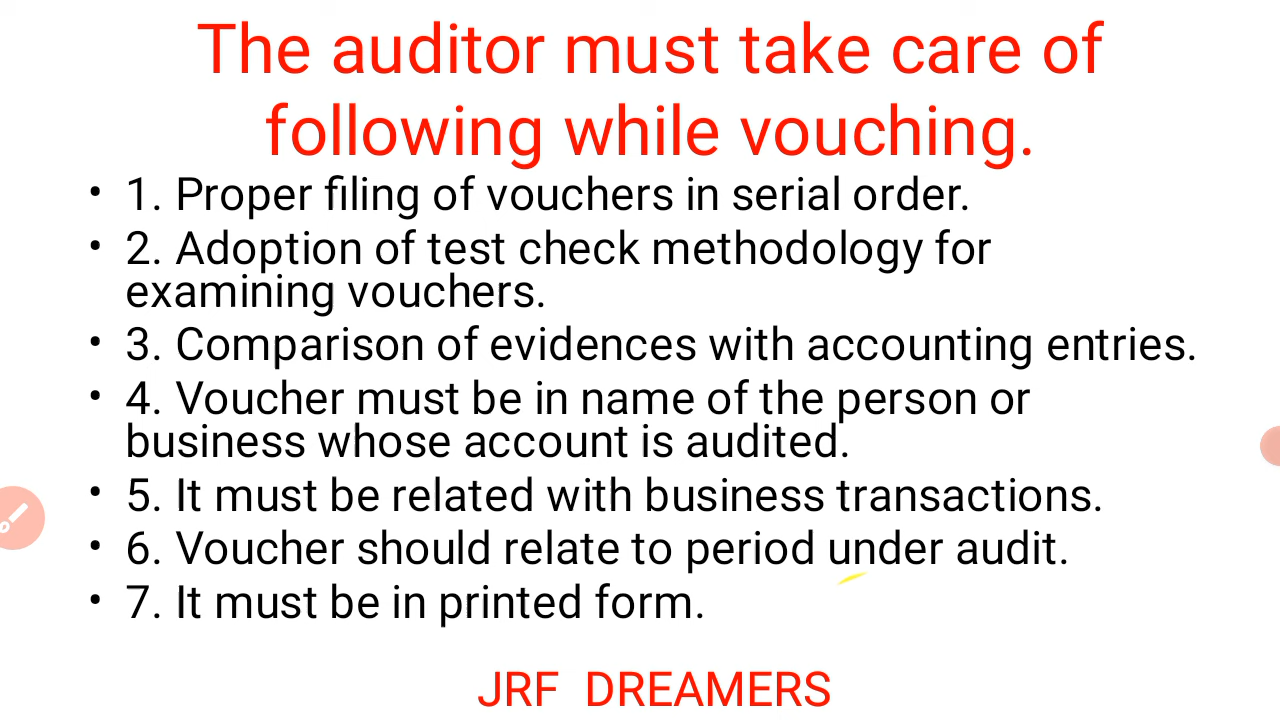 The auditor must take care of
following while vouching.
• 1. Proper filing of vouchers in serial order.
• 2. Adoption of test check methodology for
examining vouchers.
• 3. Comparison of evidences with accounting entries.
• 4. Voucher must be in name of the person or
business whose account is audited.
• 5. It must be related with business transactions.
• 6. Voucher should relate to period under audit.
• 7. It must be in printed form.
JRF DREAMERS